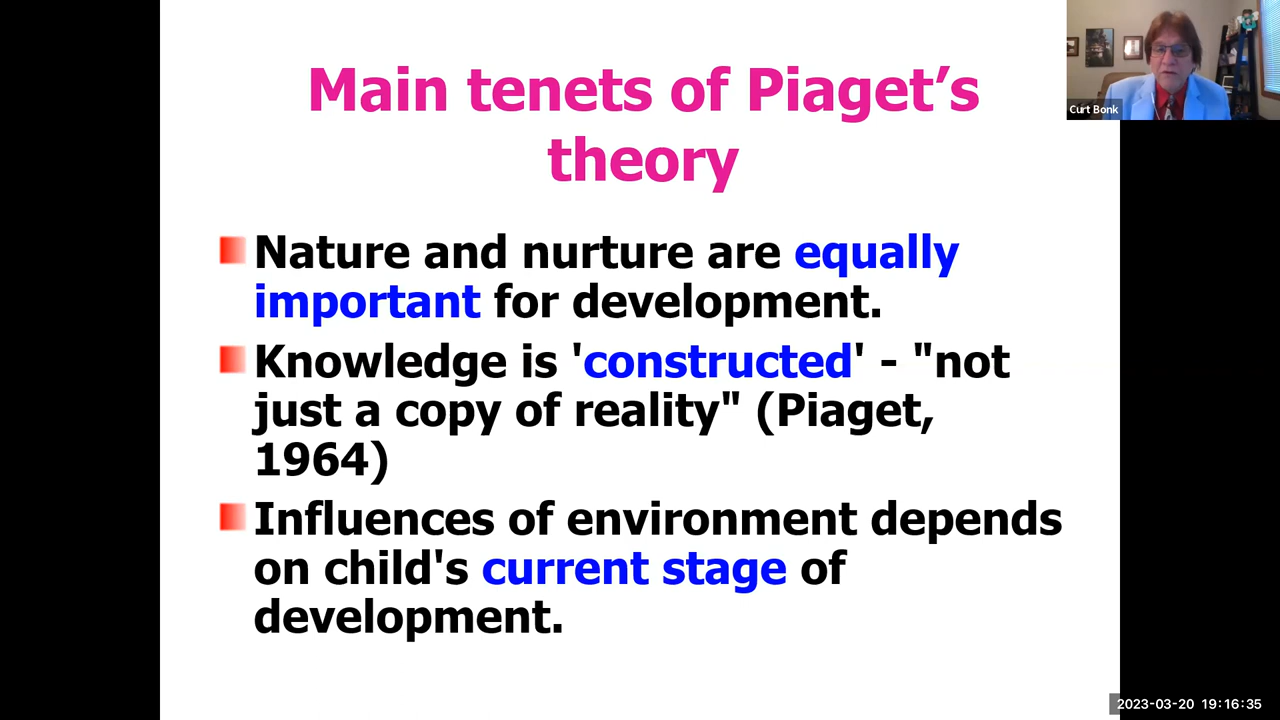 Main tenets of Piaget’s
theory
Nature and nurture are equally
important for development.
Knowledge is 'constructed' - "not
just a copy of reality" (Piaget,
1964)
Influences of environment depends
on child's current stage of
development.
Curt Bonk
2023-03-20 19:16:35